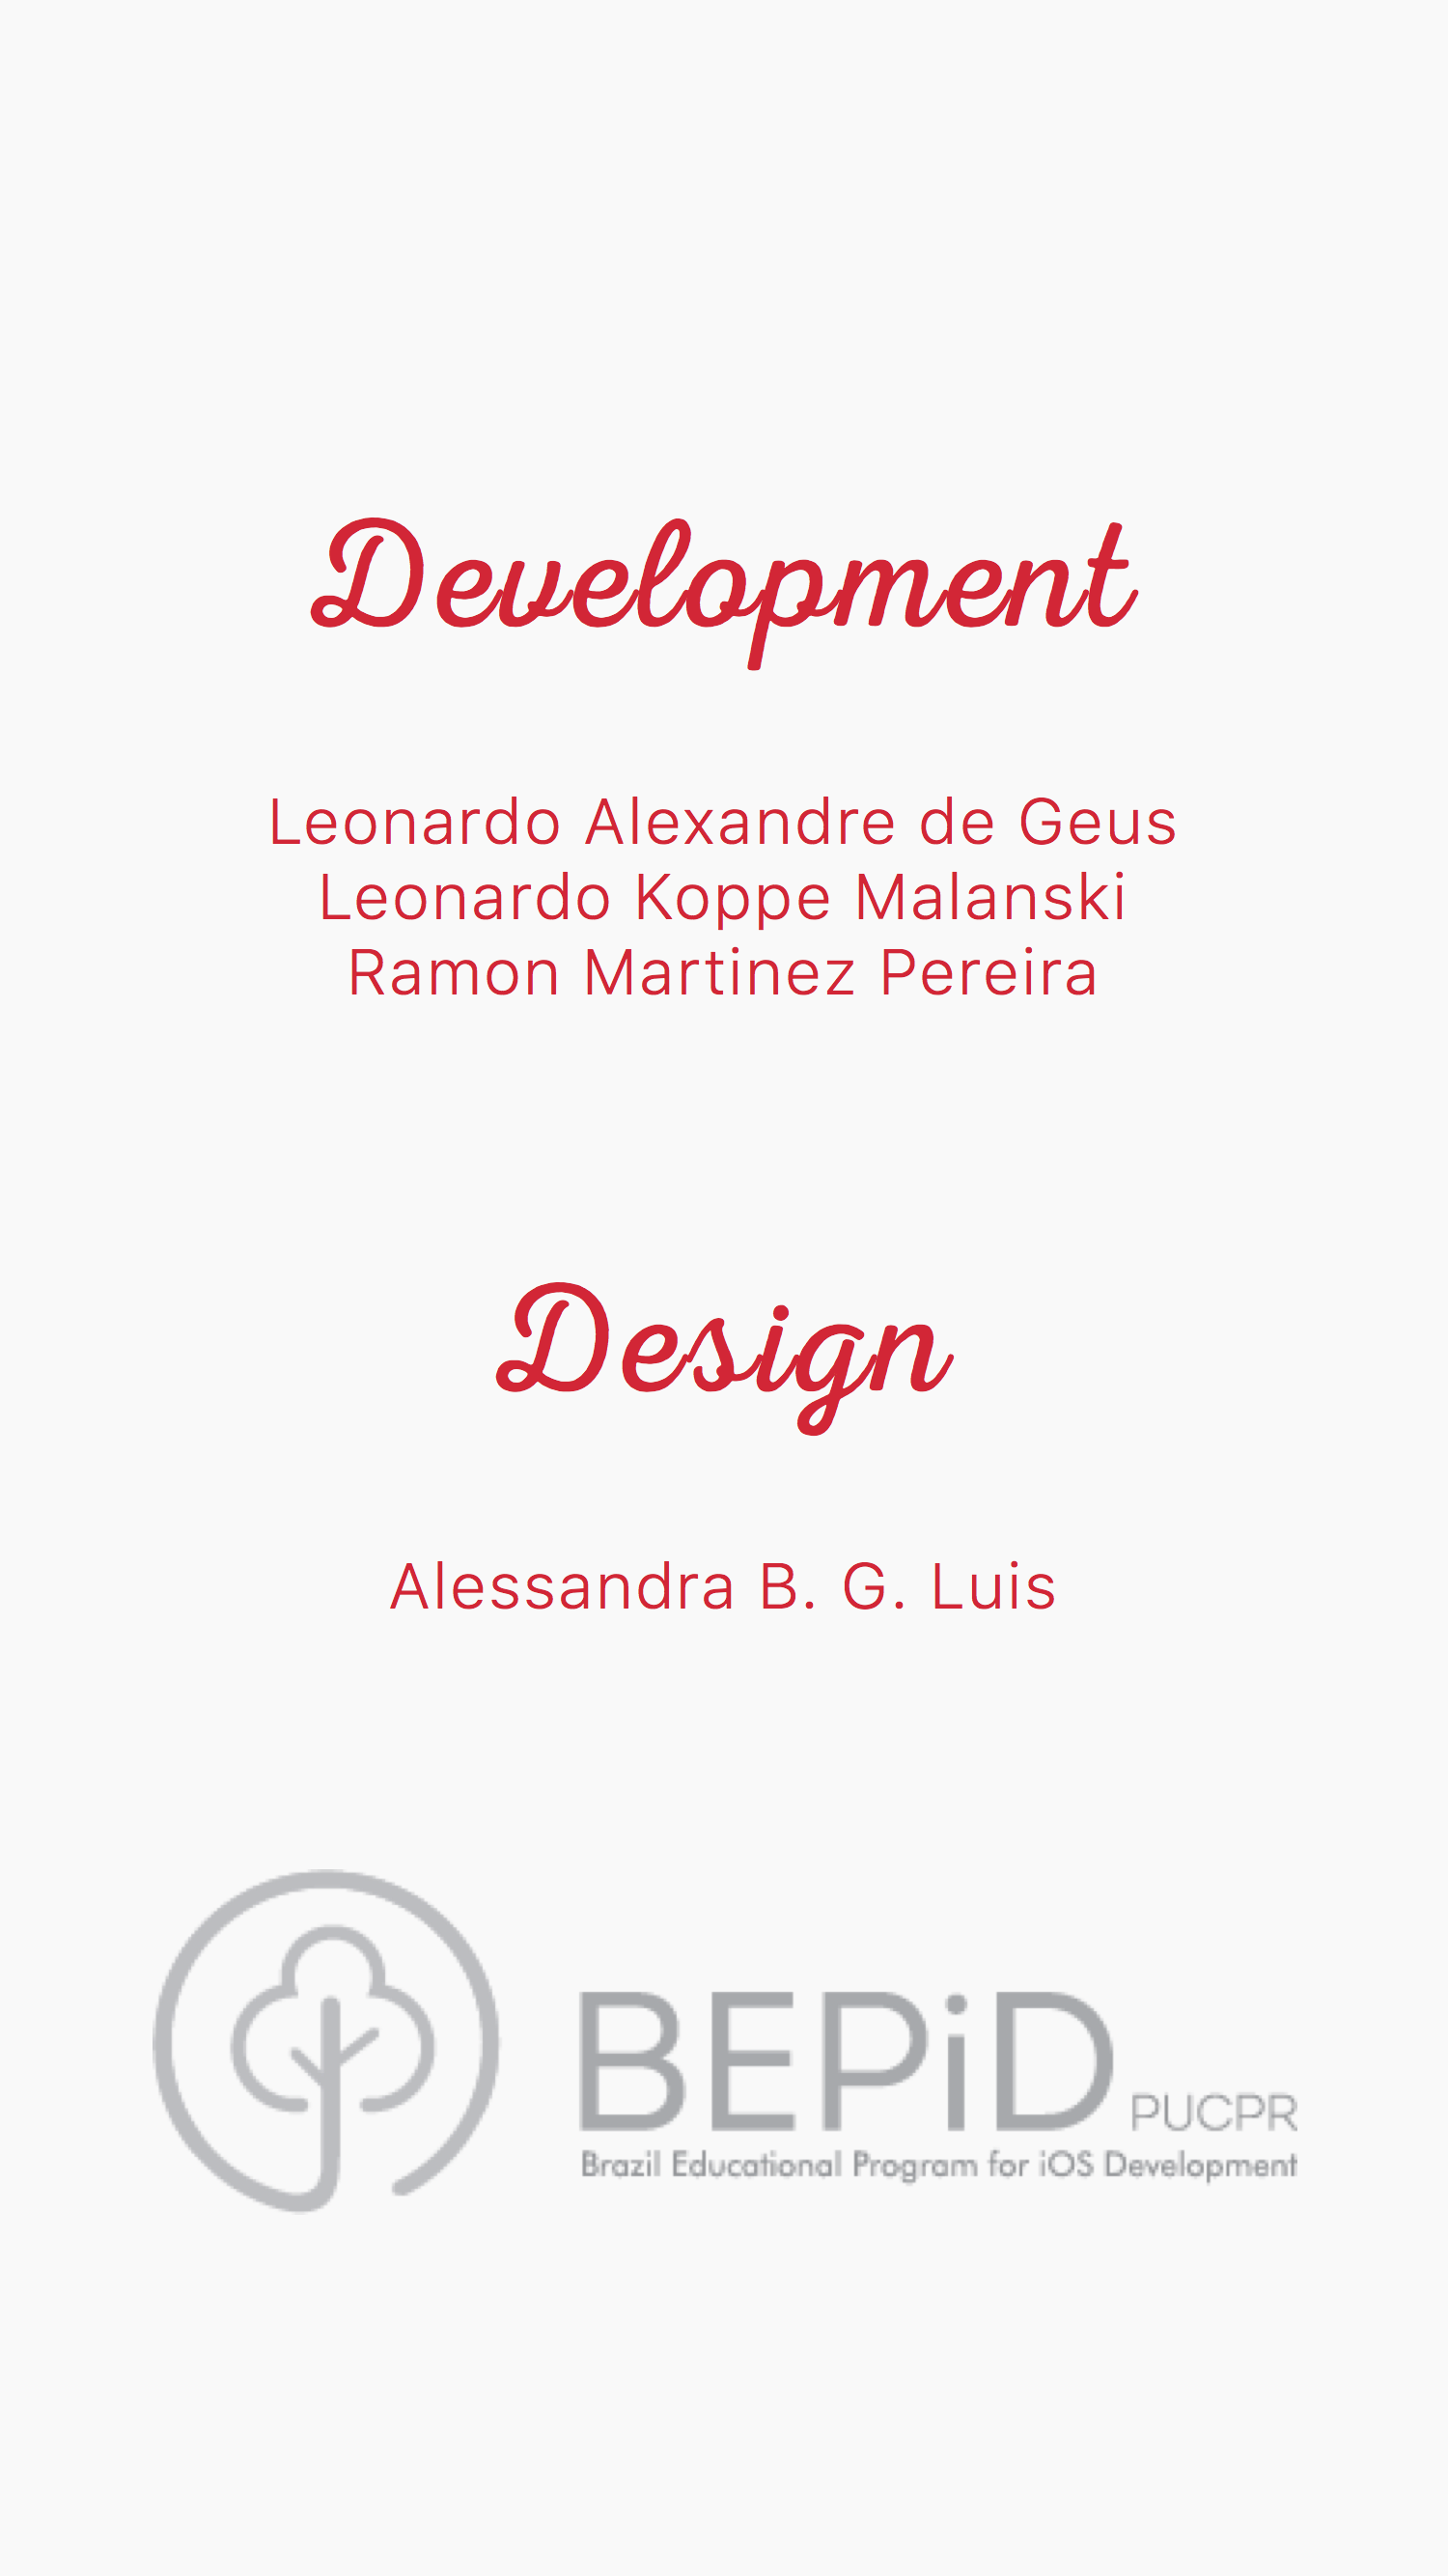 Development
Leonardo Alexandre de Geus
Leonardo Koppe Malanski
Ramon Martinez Pereira
Design
Alessandra B. G. Luis
BEPiD PUCPR
Brazil Educational Program for iOS Development